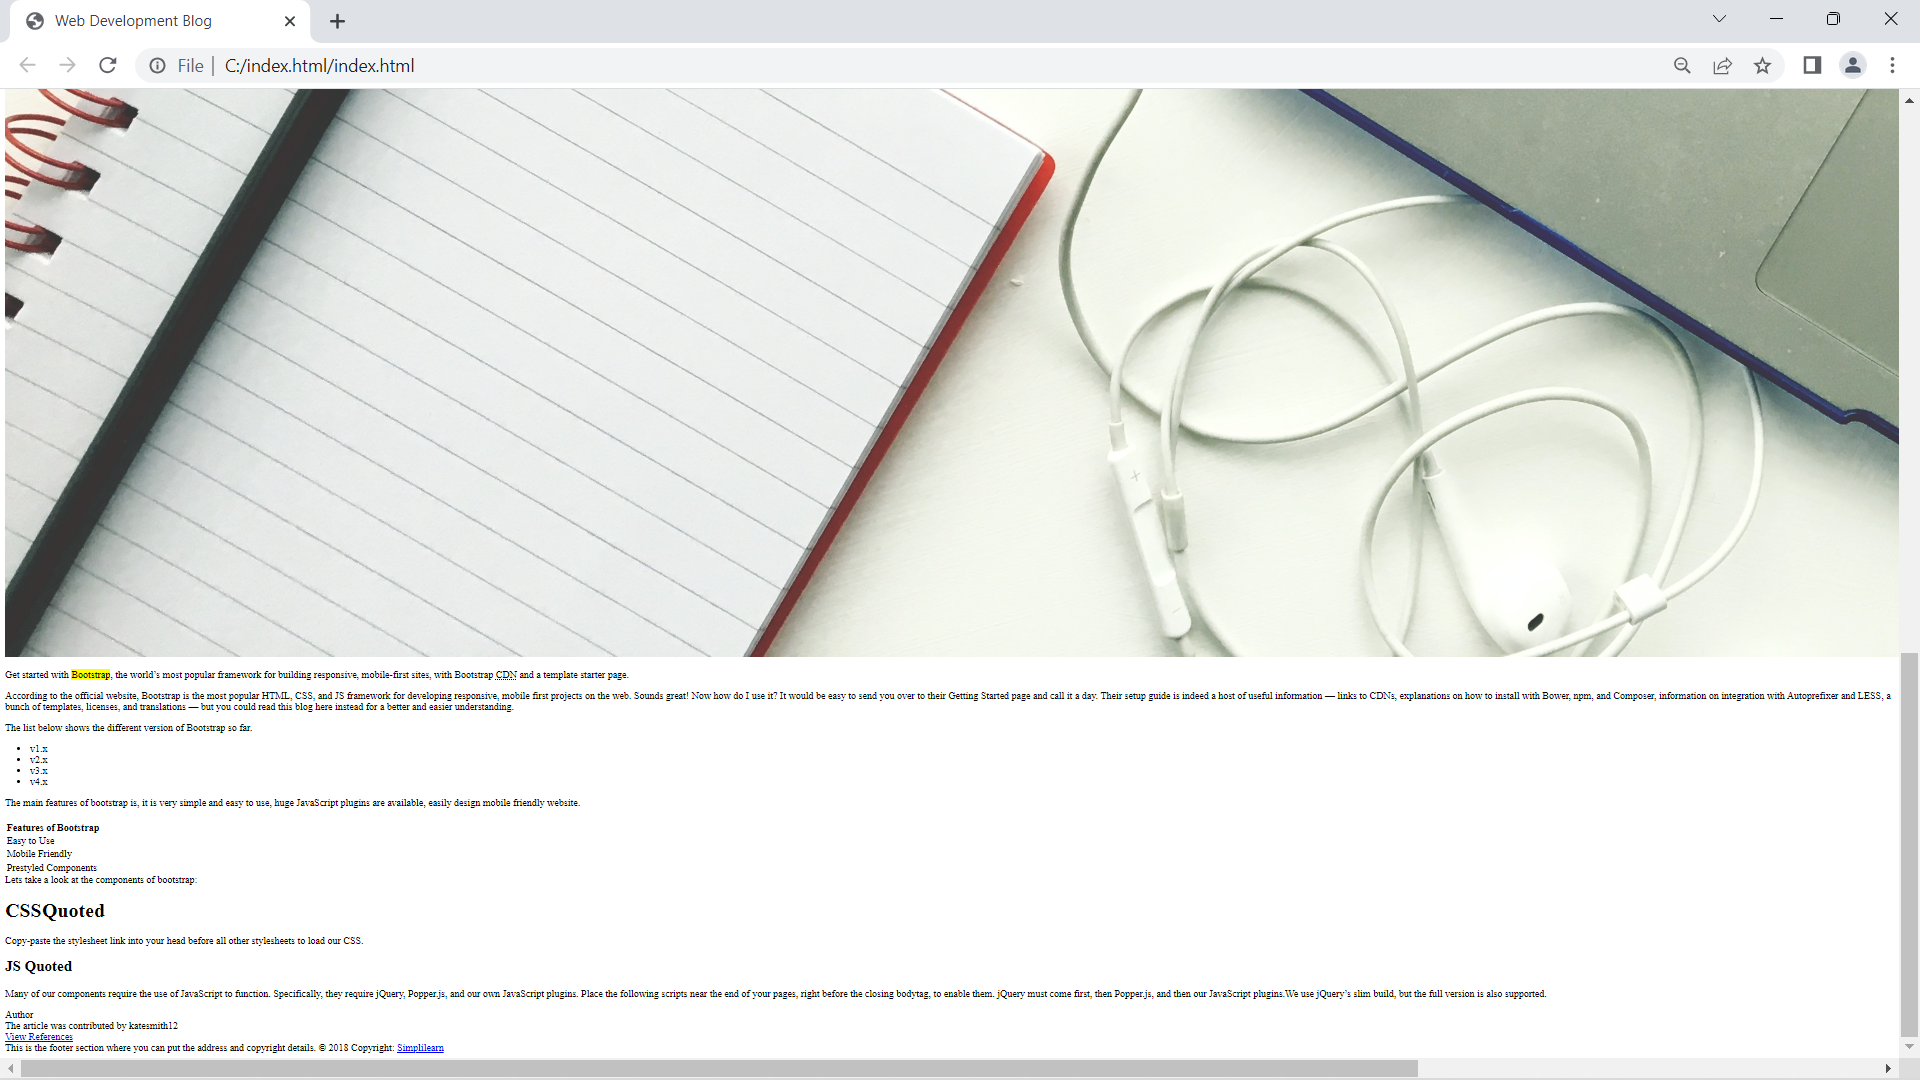 Web Development Blog
File | C:/index.html/index.html
Get started with Bootstrap, the world's most popular framework for building responsive, mobile-first sites, with Bootstrap CDN and a template starter page.
According to the official website, Bootstrap is the most popular HTML, CSS, and JS framework for developing responsive, mobile first projects on the web. Sounds great! Now how do I use it? It would be easy to send you over to their Getting Started page and call it a day. Their setup guide is indeed a host of useful information — links to CDNs, explanations on how to install with Bower, npm, and Composer, information on integration with Autoprefixer and LESS, a
bunch of templates, licenses, and translations — but you could read this blog here instead for a better and easier understanding.
The list below shows the different version of Bootstrap so far.
• v1.x
• v2.x
• v3.x
• v4.x
The main features of bootstrap is, it is very simple and easy to use, huge JavaScript plugins are available, easily design mobile friendly website.
Features of Bootstrap
Easy to Use
Mobile Friendly
Prestyled Components
Lets take a look at the components of bootstrap:
CSSQuoted
Copy-paste the stylesheet link into your head before all other stylesheets to load our CSS.
JS Quoted
Many of our components require the use of JavaScript to function. Specifically, they require jQuery, Popper.js, and our own JavaScript plugins. Place the following scripts near the end of your pages, right before the closing bodytag, to enable them. jQuery must come first, then Popper.js, and then our JavaScript plugins.We use jQuery's slim build, but the full version is also supported.
Author
The article was contributed by katesmith12
View References
This is the footer section where you can put the address and copyright details. © 2018 Copyright: Simplilearn